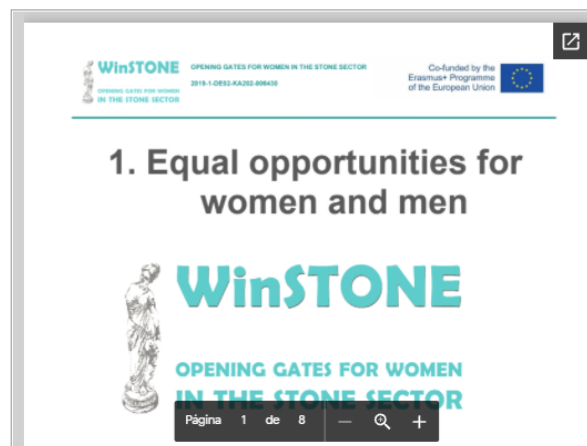 WinSTONE
OPENING GATES FOR WOMEN
IN THE STONE SECTOR
OPENING GATES FOR WOMEN IN THE STONE SECTOR
2019-1-DE02-KA202-006430
Co-funded by the
Erasmus+ Programme
of the European Union
1. Equal opportunities for
women and men
WinSTONE
OPENING GATES FOR WOMEN
IN THE STONE SECTOR
Página 1 de 8